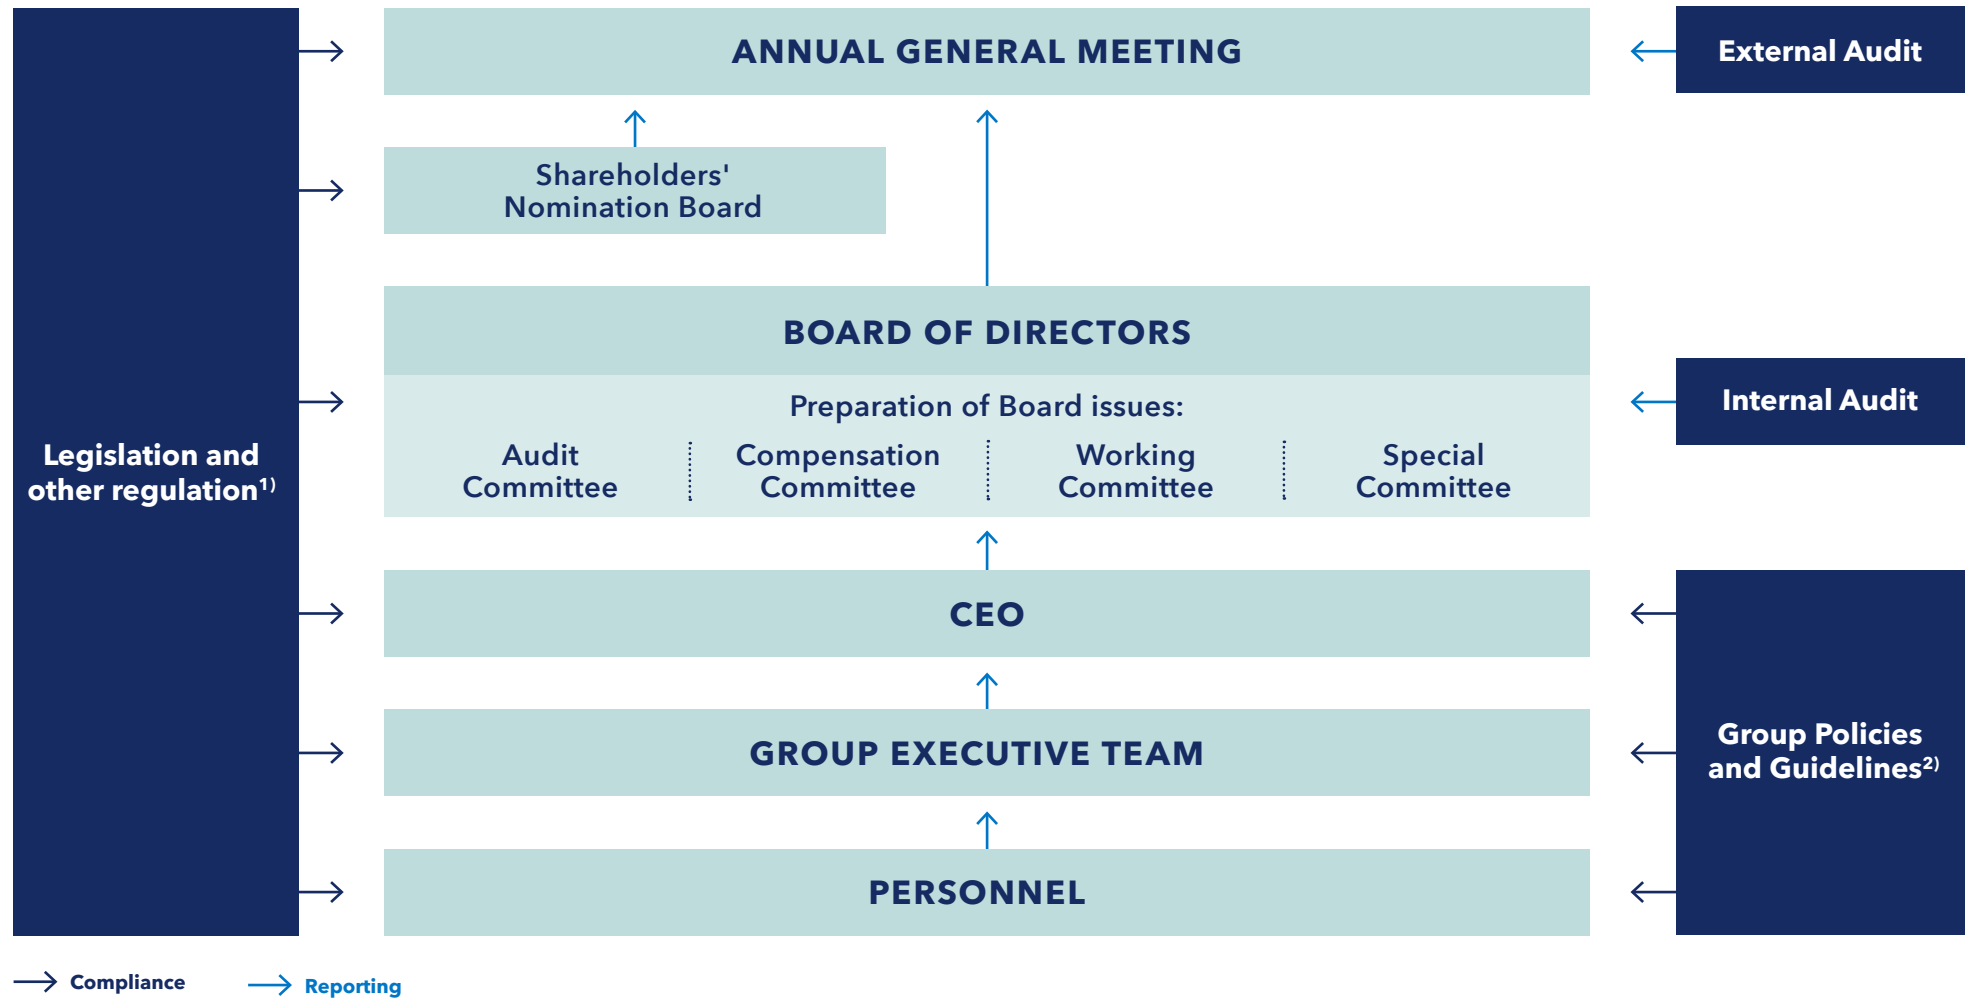 ANNUAL GENERAL MEETING
External Audit
Shareholders'
Nomination Board
BOARD OF DIRECTORS
Preparation of Board issues:
Audit
Committee
Compensation
Committee
Working
Committee
Special
Committee
Internal Audit
Legislation and
other regulation¹⁾
CEO
GROUP EXECUTIVE TEAM
Group Policies
and Guidelines²⁾
PERSONNEL
Compliance
Reporting